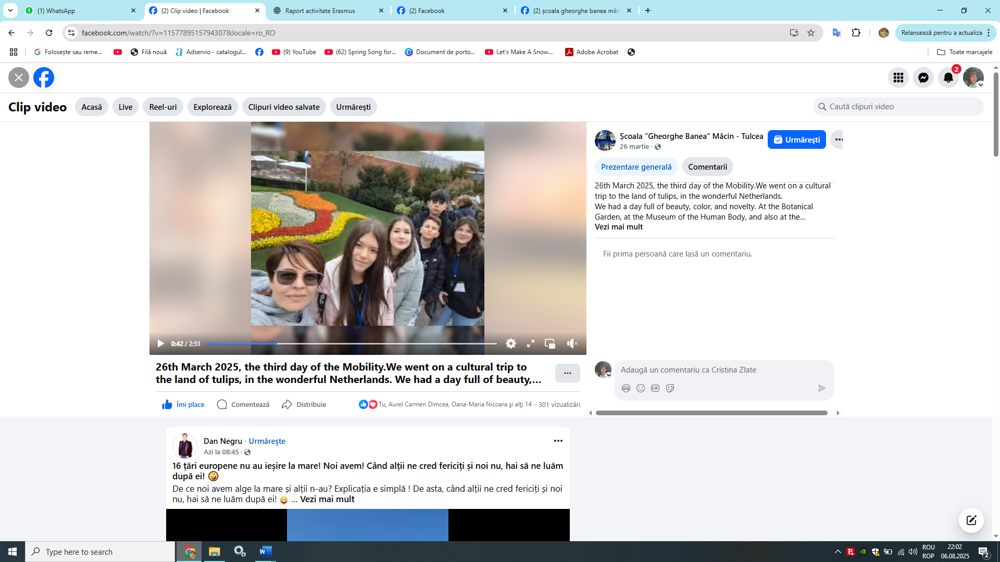 (1) WhatsApp
(2) Clip video | Facebook
Raport activitate Erasmus
(2) Facebook
(2) școala gheorghe banea măc
facebook.com/watch/?v=1157789515794307&locale=ro_RO
Relansează pentru a actualiza
Folosește sau reme...
Filă nouă
Adservio - catalogul...
(9) YouTube
(62) Spring Song for...
Document de porto...
Let's Make A Snow...
Adobe Acrobat
Toate marcajele
2
Clip video
Acasă
Live
Reel-uri
Explorează
Clipuri video salvate
Urmăreşti
Caută clipuri video
Școala ”Gheorghe Banea” Măcin - Tulcea
26 martie ·
Urmăreşti
Prezentare generală
Comentarii
26th March 2025, the third day of the Mobility.We went on a cultural
trip to the land of tulips, in the wonderful Netherlands.
We had a day full of beauty, color, and novelty. At the Botanical
Garden, at the Museum of the Human Body, and also at the...
Vezi mai mult
Fii prima persoană care lasă un comentariu.
0:42 / 2:51
26th March 2025, the third day of the Mobility.We went on a cultural trip to
the land of tulips, in the wonderful Netherlands. We had a day full of beauty,...
Îmi place
Comentează
Distribuie
Tu, Aurel Carmen Dimcea, Oana-Maria Nicoara şi alţi 14 · 301 vizualizări
Adaugă un comentariu ca Cristina Zlate
GIF
Dan Negru · Urmăreşte
Azi la 08:45 ·
16 țări europene nu au ieșire la mare! Noi avem! Când alții ne cred fericiți și noi nu, hai să ne luăm
după ei!
De ce noi avem alge la mare și alții n-au? Explicația e simplă ! De asta, când alții ne cred fericiți și noi
nu, hai să ne luăm după ei! ... Vezi mai mult
Type here to search
ROU
ROP
22:02
06.08.2025
2